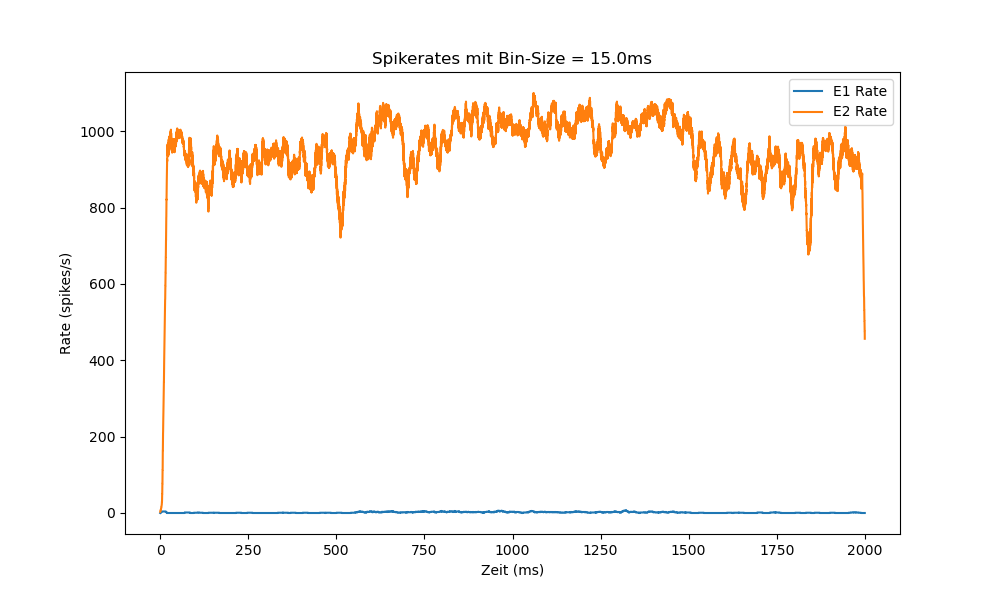 Spikerates mit Bin-Size = 15.0ms
E1 Rate
E2 Rate
1000
800
600
400
200
0
Rate (spikes/s)
0 250 500 750 1000 1250 1500 1750 2000
Zeit (ms)